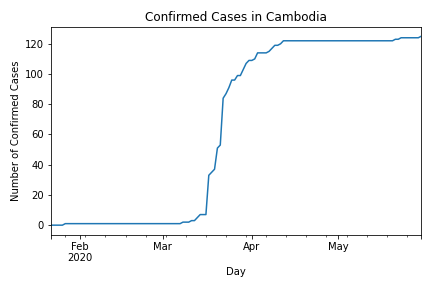 Confirmed Cases in Cambodia
Number of Confirmed Cases
120
100
80
60
40
20
0
Feb
2020
Mar
Apr
May
Day